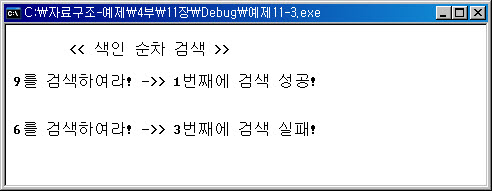 C:\자료구조-예제\4부\11장\Debug\예제11-3.exe
<< 색인 순차 검색 >>
9를 검색하여라! ->> 1번째에 검색 성공!
6를 검색하여라! ->> 3번째에 검색 실패!